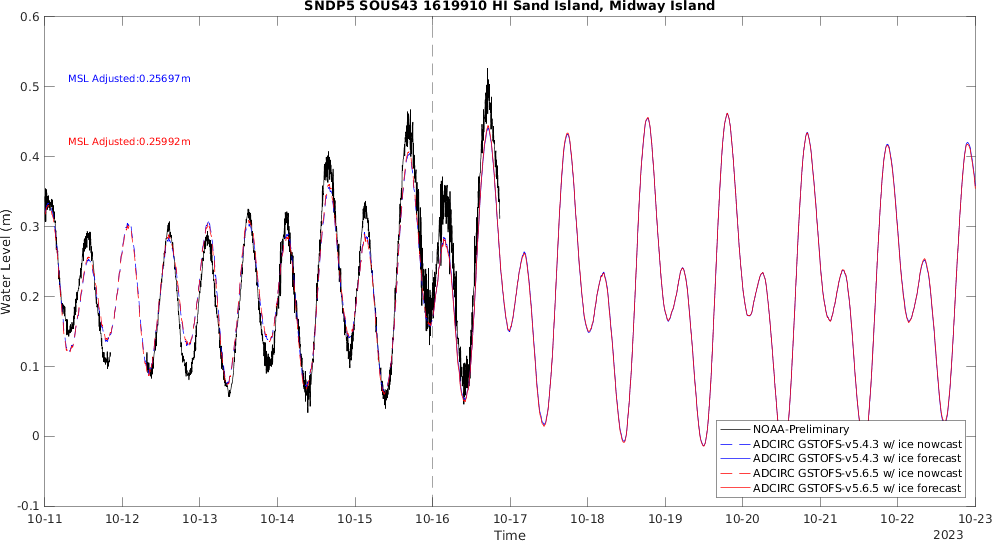 SNDP5 SOUS43 1619910 HI Sand Island, Midway Island
0.6
0.5
0.4
0.3
0.2
0.1
0
-0.1
Water Level (m)
MSL Adjusted:0.25697m
MSL Adjusted:0.25992m
NOAA-Preliminary
ADCIRC GSTOFS-v5.4.3 w/ ice nowcast
ADCIRC GSTOFS-v5.4.3 w/ ice forecast
ADCIRC GSTOFS-v5.6.5 w/ ice nowcast
ADCIRC GSTOFS-v5.6.5 w/ ice forecast
10-11 10-12 10-13 10-14 10-15 10-16 10-17 10-18 10-19 10-20 10-21 10-22 10-23
Time
2023